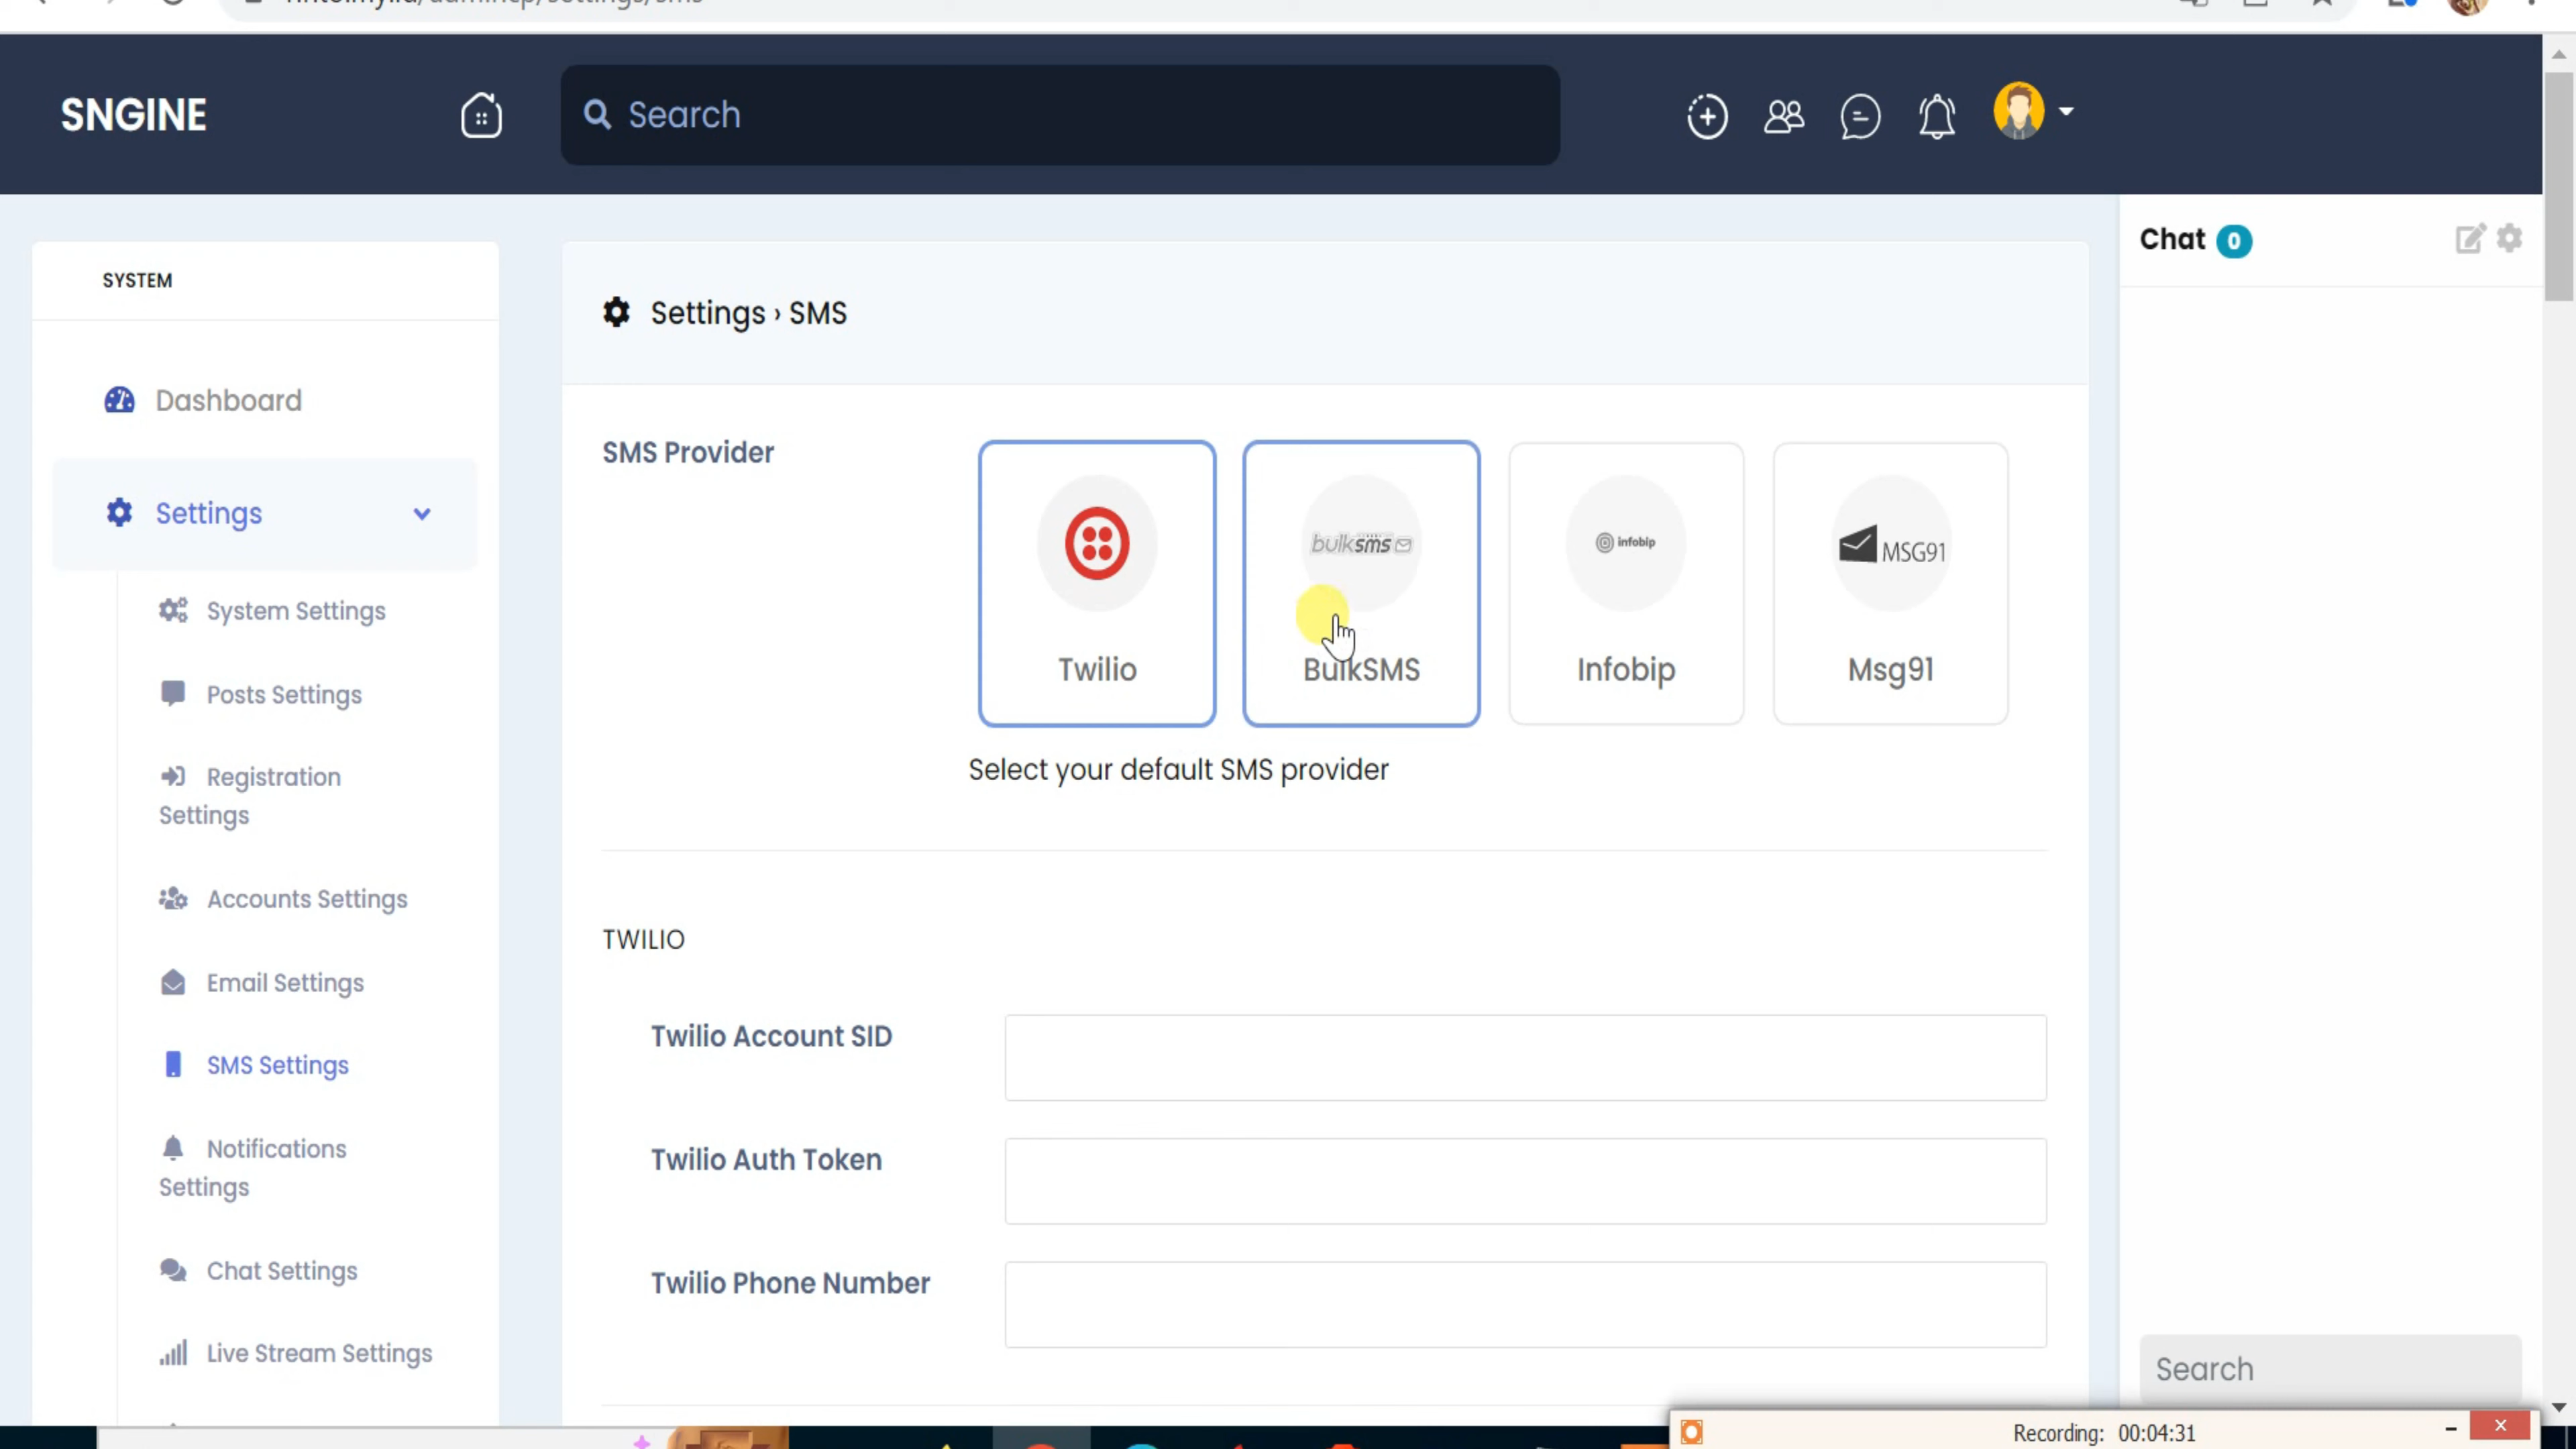 SNGINE
Search
Chat 0
SYSTEM
Dashboard
Settings
System Settings
Posts Settings
Registration
Settings
Accounts Settings
Email Settings
SMS Settings
Notifications
Settings
Chat Settings
Live Stream Settings
Settings › SMS
SMS Provider
bulksms
infobip
MSG91
Twilio
BulkSMS
Infobip
Msg91
Select your default SMS provider
TWILIO
Twilio Account SID
Twilio Auth Token
Twilio Phone Number
Search
Recording: 00:04:31